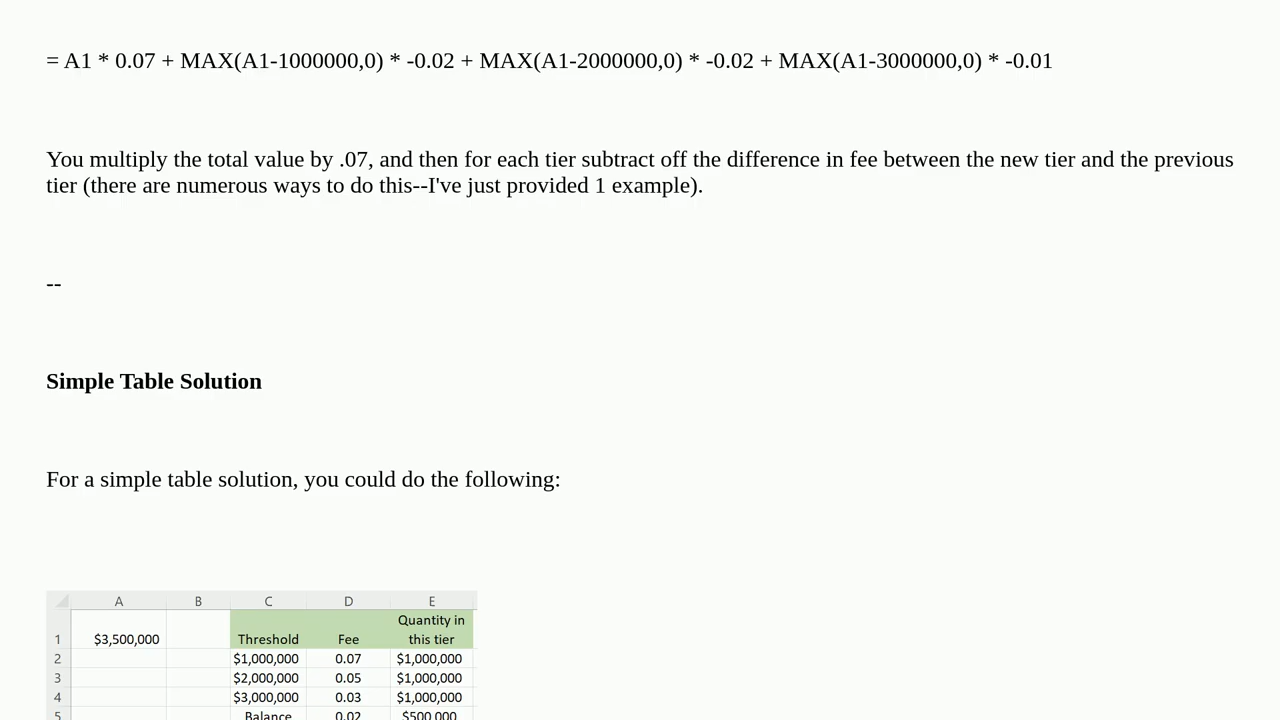 = A1 * 0.07 + MAX(A1-1000000,0) * -0.02 + MAX(A1-2000000,0) * -0.02 + MAX(A1-3000000,0) * -0.01
You multiply the total value by .07, and then for each tier subtract off the difference in fee between the new tier and the previous
tier (there are numerous ways to do this--I've just provided 1 example).
--
Simple Table Solution
For a simple table solution, you could do the following:
A B C D E
Quantity in
1 $3,500,000 Threshold Fee this tier
2 $1,000,000 0.07 $1,000,000
3 $2,000,000 0.05 $1,000,000
4 $3,000,000 0.03 $1,000,000
5 Balance 0.02 $500,000